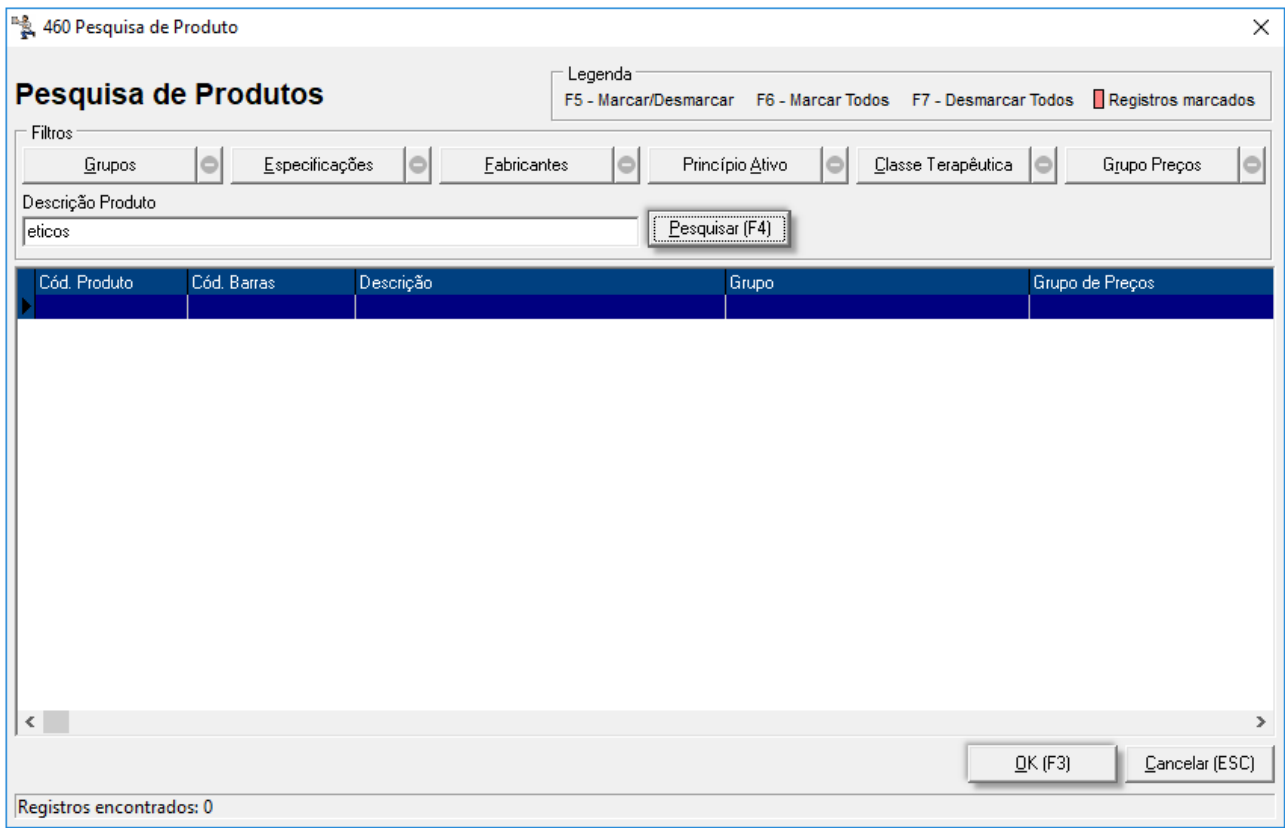 460 Pesquisa de Produto
Pesquisa de Produtos
Legenda
F5 - Marcar/Desmarcar F6 - Marcar Todos F7 - Desmarcar Todos Registros marcados
Filtros
Grupos Especificações Fabricantes Princípio Ativo Classe Terapêutica Grupo Preços
Descrição Produto
eticos Pesquisar (F4)
Cód. Produto Cód. Barras Descrição Grupo Grupo de Preços
OK (F3) Cancelar (ESC)
Registros encontrados: 0